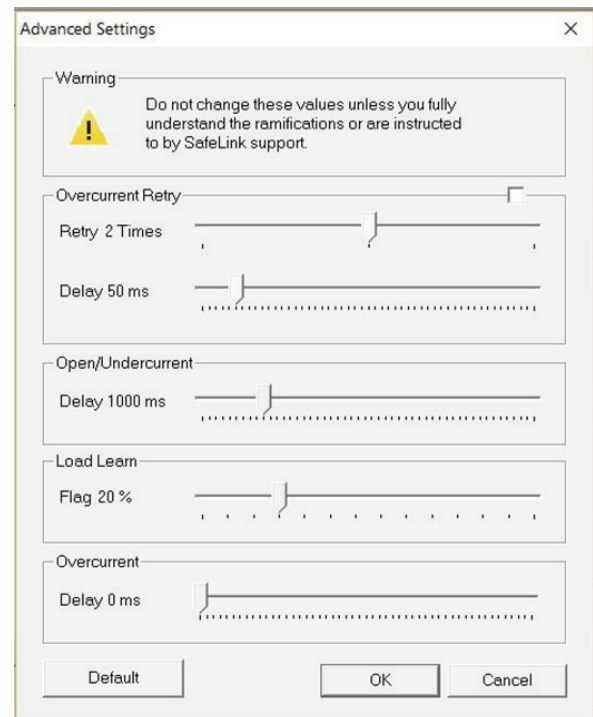 Advanced Settings
Warning
Do not change these values unless you fully
understand the ramifications or are instructed
to by SafeLink support.
Overcurrent Retry
Retry 2 Times
Delay 50 ms
Open/Undercurrent
Delay 1000 ms
Load Learn
Flag 20 %
Overcurrent
Delay 0 ms
Default
OK
Cancel